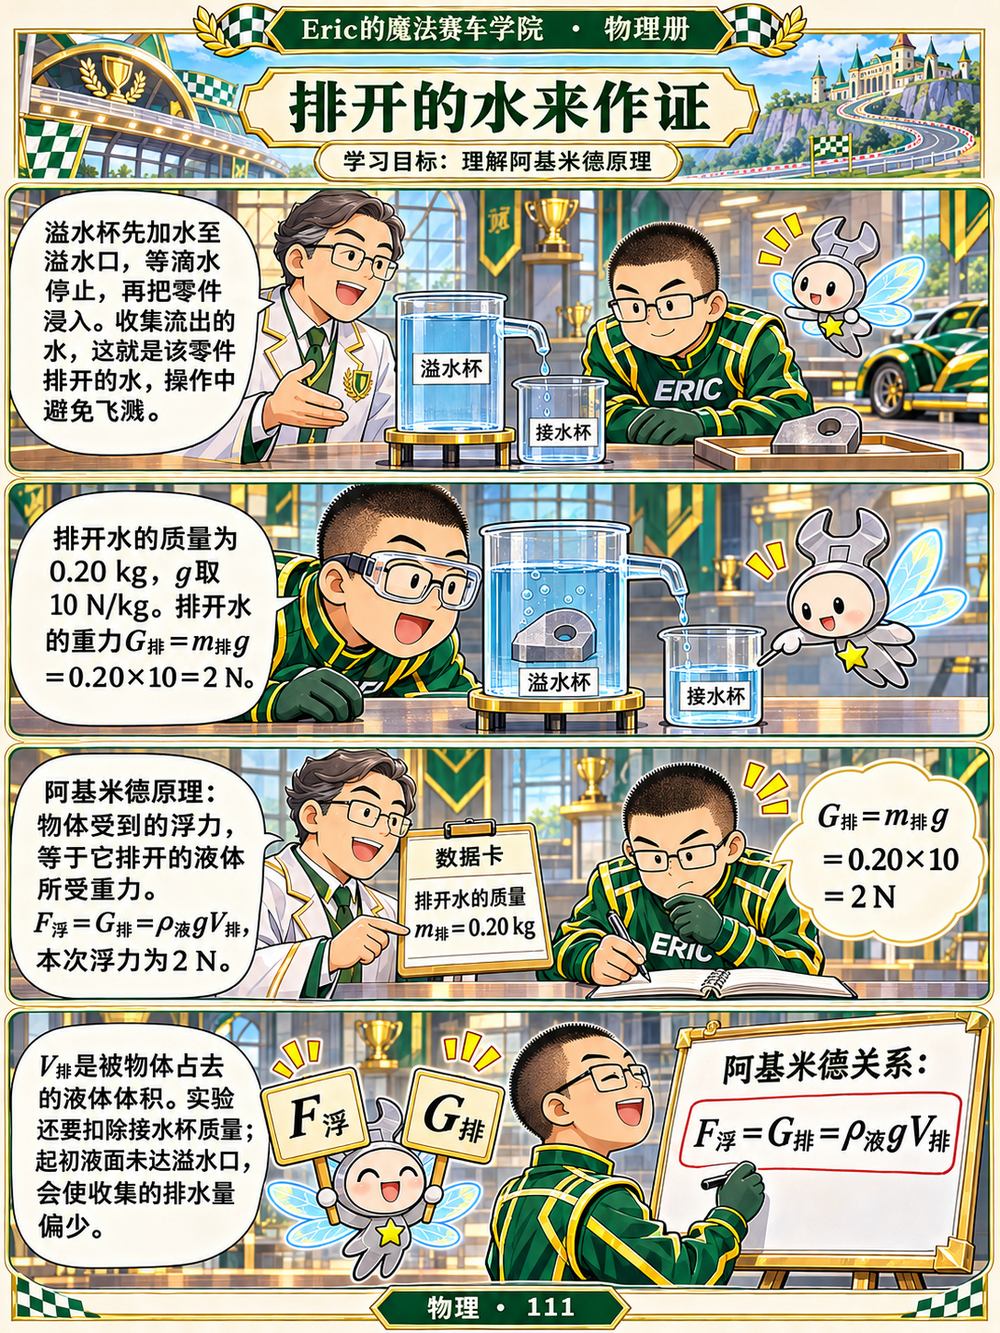 Eric的魔法赛车学院 · 物理册
排开的水来作证
学习目标：理解阿基米德原理
溢水杯先加水至
溢水口，等滴水
停止，再把零件
浸入。收集流出的
水，这就是该零件
排开的水，操作中
避免飞溅。
溢水杯
接水杯
ERIC
排开水的质量为
0.20 kg，g取
10 N/kg。排开水
的重力G排=m排g
=0.20×10=2 N。
溢水杯
接水杯
阿基米德原理：
物体受到的浮力，
等于它排开的液体
所受重力。
F浮=G排=ρ液gV排，
本次浮力为2 N。
数据卡
排开水的质量
m排=0.20 kg
ERIC
G排=m排g
=0.20×10
=2 N
V排是被物体占去
的液体体积。实验
还要扣除接水杯质量；
起初液面未达溢水口，
会使收集的排水量
偏少。
F浮
G排
阿基米德关系：
F浮=G排=ρ液gV排
物理 · 111